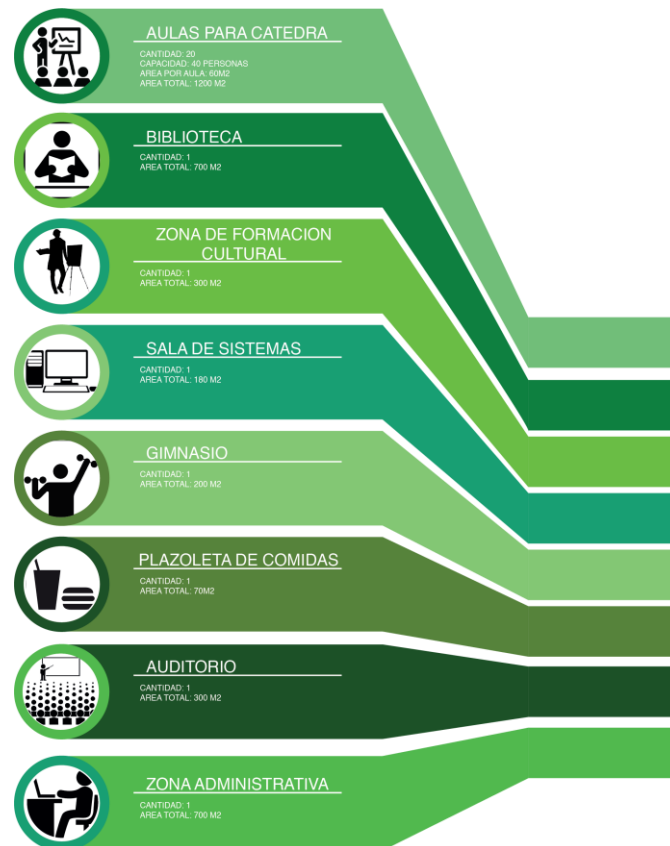 AULAS PARA CATEDRA
CANTIDAD: 20
CAPACIDAD: 40 PERSONAS
AREA POR AULA: 60M2
AREA TOTAL: 1200 M2
BIBLIOTECA
CANTIDAD: 1
AREA TOTAL: 700 M2
ZONA DE FORMACION
CULTURAL
CANTIDAD: 1
AREA TOTAL: 300 M2
SALA DE SISTEMAS
CANTIDAD: 1
AREA TOTAL: 180 M2
GIMNASIO
CANTIDAD: 1
AREA TOTAL: 200 M2
PLAZOLETA DE COMIDAS
CANTIDAD: 1
AREA TOTAL: 70M2
AUDITORIO
CANTIDAD: 1
AREA TOTAL: 300 M2
ZONA ADMINISTRATIVA
CANTIDAD: 1
AREA TOTAL: 700 M2